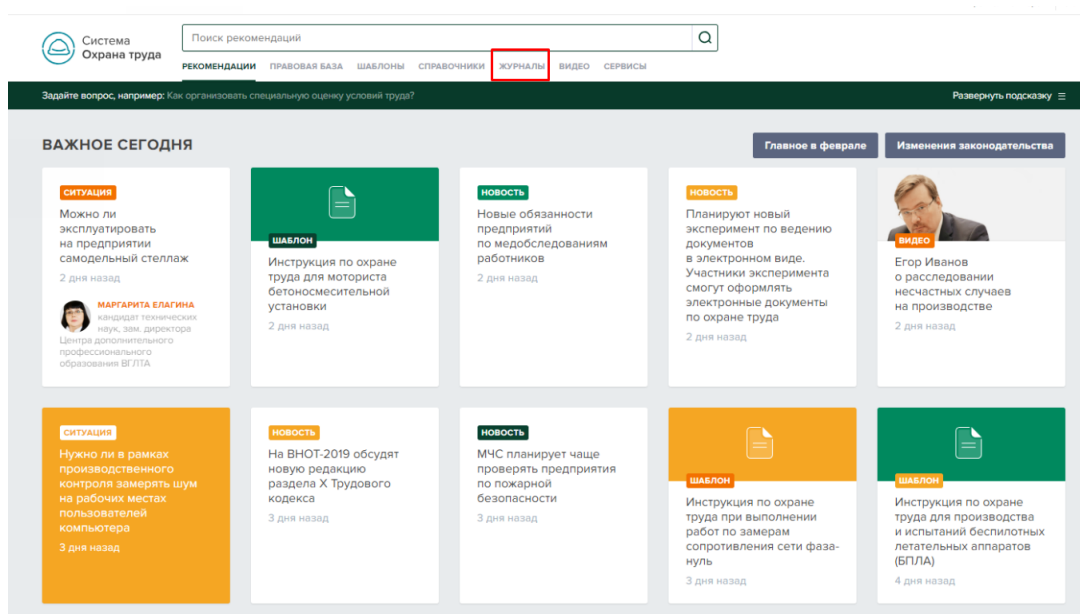 Система
Охрана труда
Поиск рекомендаций
РЕКОМЕНДАЦИИ ПРАВОВАЯ БАЗА ШАБЛОНЫ СПРАВОЧНИКИ ЖУРНАЛЫ ВИДЕО СЕРВИСЫ
Задайте вопрос, например: Как организовать специальную оценку условий труда?
Развернуть подсказку
ВАЖНОЕ СЕГОДНЯ
Главное в феврале
Изменения законодательства
СИТУАЦИЯ
Можно ли
эксплуатировать
на предприятии
самодельный стеллаж
2 дня назад
МАРГАРИТА ЕЛАГИНА
кандидат технических
наук, зам. директора
Центра дополнительного
профессионального
образования ВГЛТА
ШАБЛОН
Инструкция по охране
труда для моториста
бетоносмесительной
установки
2 дня назад
НОВОСТЬ
Новые обязанности
предприятий
по медобследованиям
работников
2 дня назад
НОВОСТЬ
Планируют новый
эксперимент по ведению
документов
в электронном виде.
Участники эксперимента
смогут оформлять
электронные документы
по охране труда
2 дня назад
ВИДЕО
Егор Иванов
о расследовании
несчастных случаев
на производстве
2 дня назад
СИТУАЦИЯ
Нужно ли в рамках
производственного
контроля замерять шум
на рабочих местах
пользователей
компьютера
3 дня назад
НОВОСТЬ
На ВНОТ-2019 обсудят
новую редакцию
раздела X Трудового
кодекса
3 дня назад
НОВОСТЬ
МЧС планирует чаще
проверять предприятия
по пожарной
безопасности
3 дня назад
ШАБЛОН
Инструкция по охране
труда при выполнении
работ по замерам
сопротивления сети фаза-
нуль
3 дня назад
ШАБЛОН
Инструкция по охране
труда для производства
и испытаний беспилотных
летательных аппаратов
(БПЛА)
4 дня назад